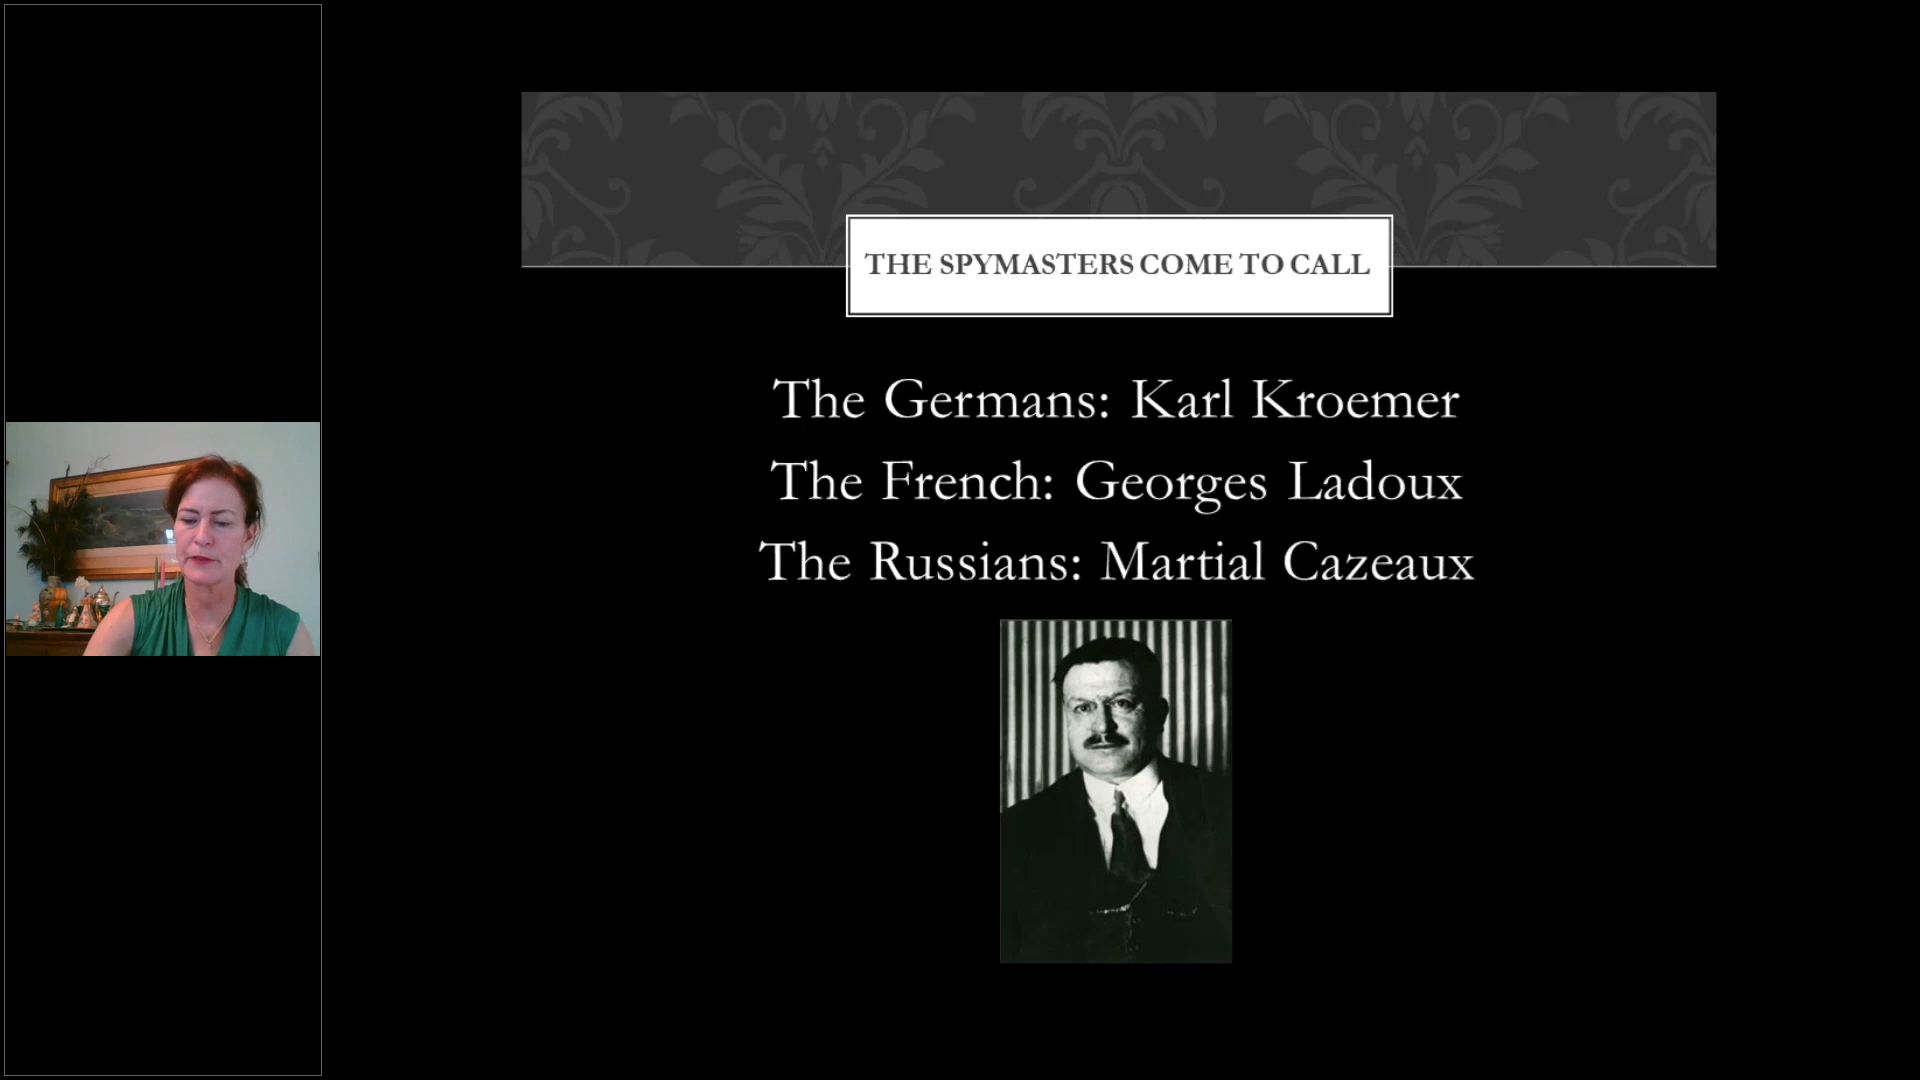 THE SPYMASTERS COME TO CALL
The Germans: Karl Kroemer
The French: Georges Ladoux
The Russians: Martial Cazeaux